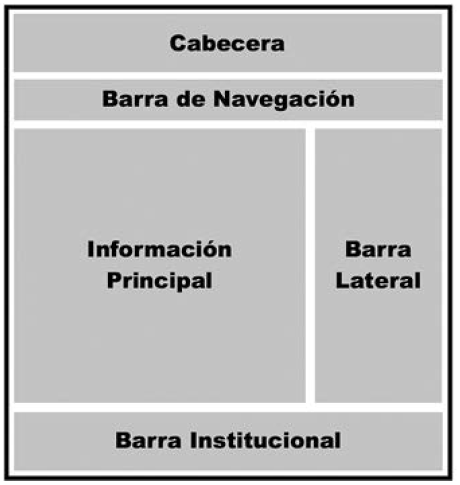 Cabecera
Barra de Navegación
Información
Principal
Barra
Lateral
Barra Institucional